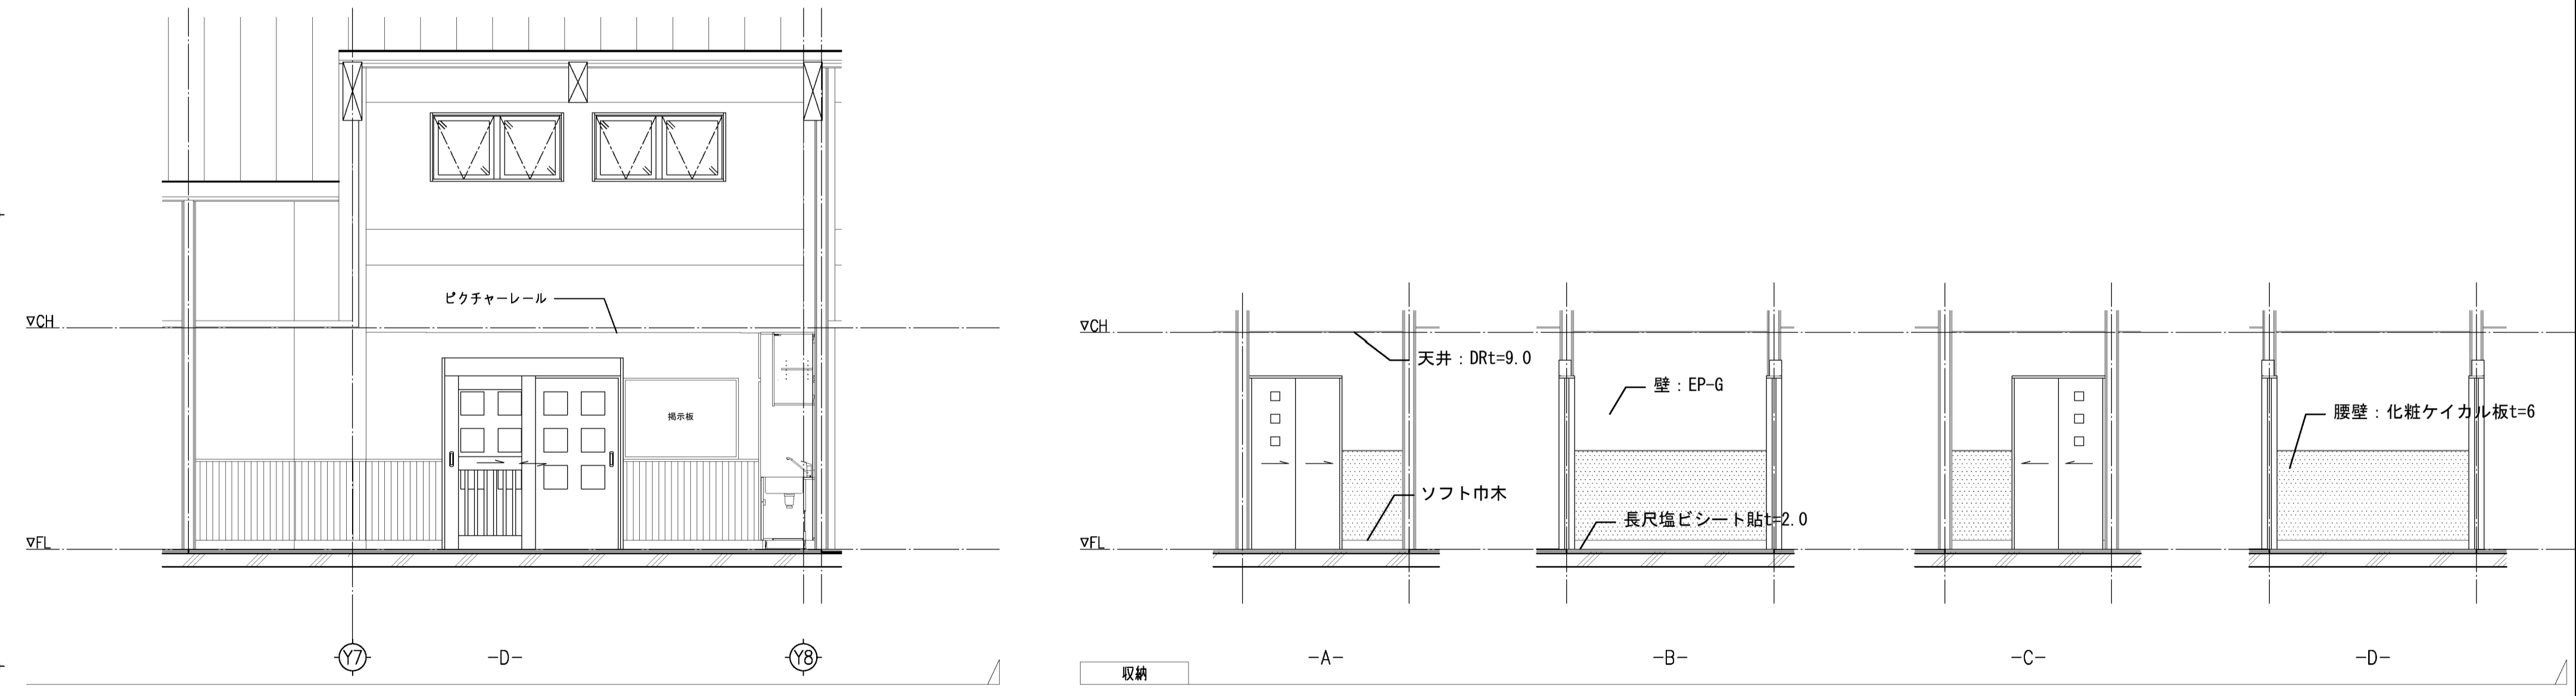 ピクチャーレール
▽CH
掲示板
▽FL
Y7
-D-
Y8
▽CH
天井：DRt=9.0
壁：EP-G
腰壁：化粧ケイカル板t=6
ソフト巾木
長尺塩ビシート貼t=2.0
▽FL
収納
-A-
-B-
-C-
-D-